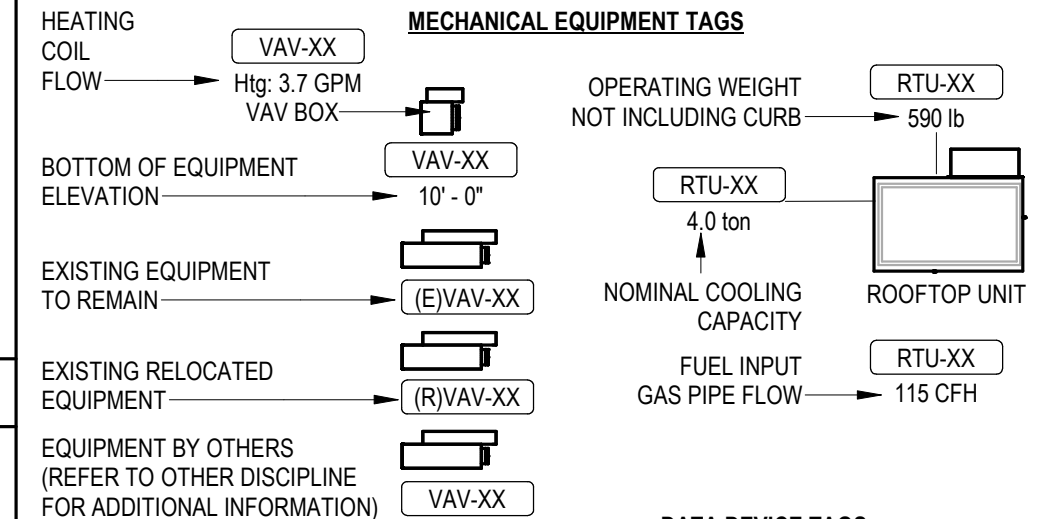 MECHANICAL EQUIPMENT TAGS
HEATING
COIL
FLOW
VAV-XX
Htg: 3.7 GPM
VAV BOX
BOTTOM OF EQUIPMENT
ELEVATION
VAV-XX
10' - 0"
EXISTING EQUIPMENT
TO REMAIN
(E)VAV-XX
EXISTING RELOCATED
EQUIPMENT
(R)VAV-XX
EQUIPMENT BY OTHERS
(REFER TO OTHER DISCIPLINE
FOR ADDITIONAL INFORMATION)
VAV-XX
OPERATING WEIGHT
NOT INCLUDING CURB
RTU-XX
590 lb
RTU-XX
4.0 ton
NOMINAL COOLING
CAPACITY
ROOFTOP UNIT
FUEL INPUT
GAS PIPE FLOW
RTU-XX
115 CFH
DATA DEVICE TAGS